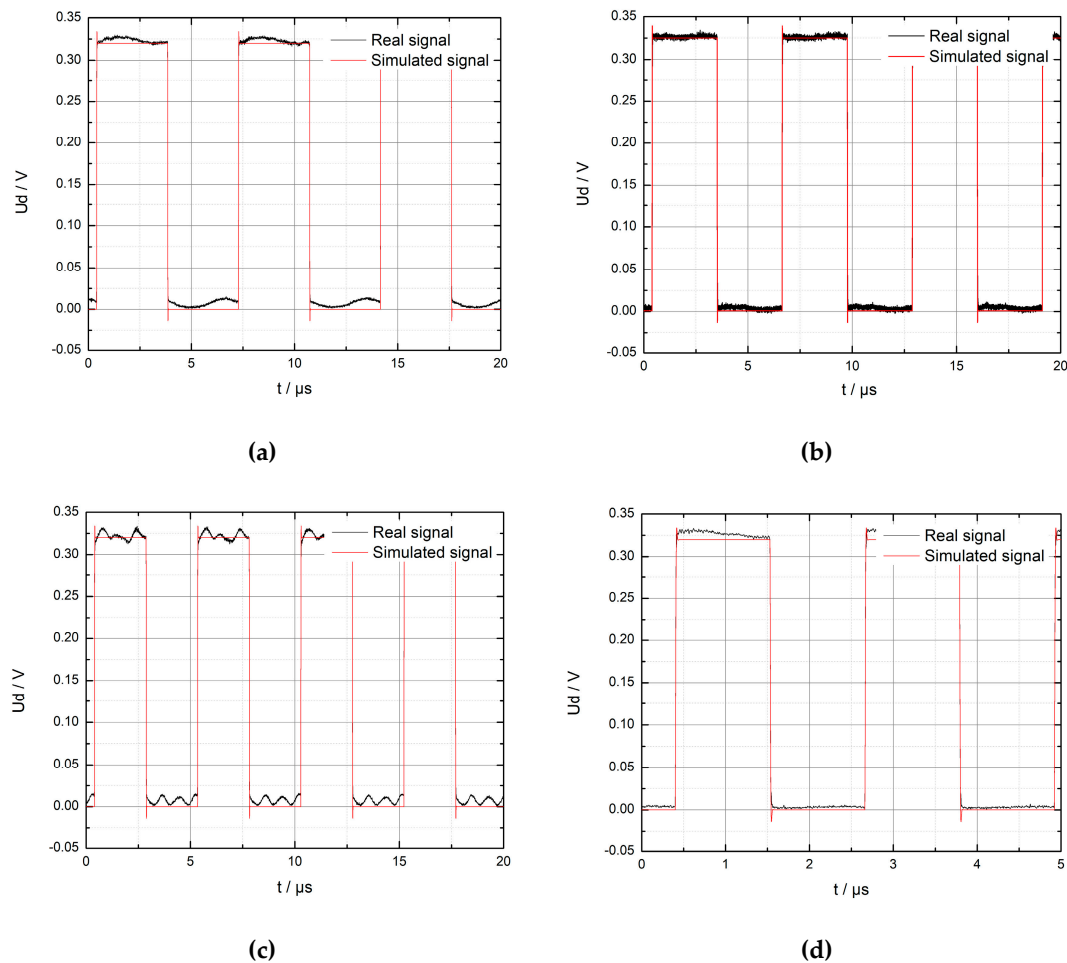 0.35
0.30
0.25
0.20
0.15
0.10
0.05
0.00
-0.05
Ud / V
Real signal
Simulated signal
0 5 10 15 20
t / µs
(a)
0.35
0.30
0.25
0.20
0.15
0.10
0.05
0.00
-0.05
Ud / V
Real signal
Simulated signal
0 5 10 15 20
t / µs
(b)
0.35
0.30
0.25
0.20
0.15
0.10
0.05
0.00
-0.05
Ud / V
Real signal
Simulated signal
0 5 10 15 20
t / µs
(c)
0.35
0.30
0.25
0.20
0.15
0.10
0.05
0.00
-0.05
Ud / V
Real signal
Simulated signal
0 1 2 3 4 5
t / µs
(d)